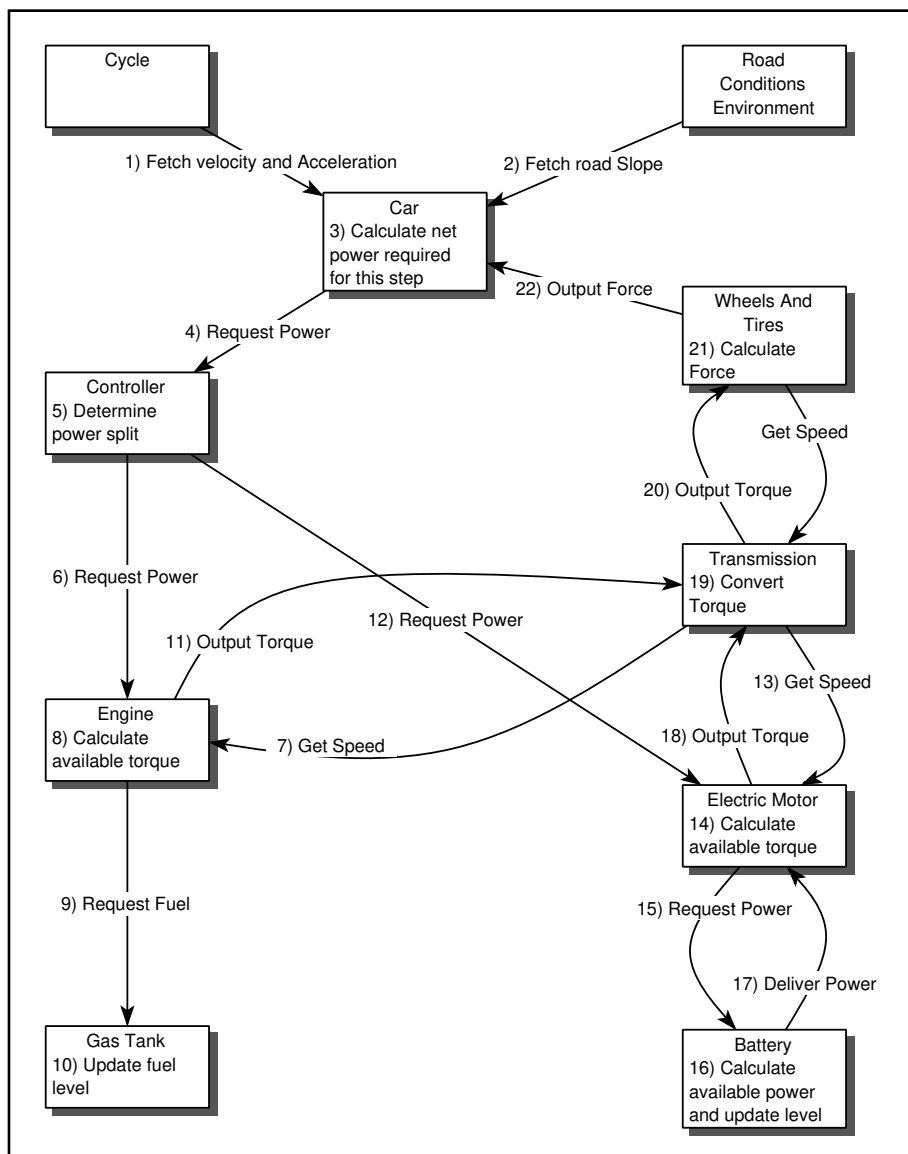 Cycle
Road
Conditions
Environment
1) Fetch velocity and Acceleration
2) Fetch road Slope
Car
3) Calculate net
power required
for this step
22) Output Force
Wheels And
Tires
21) Calculate
Force
4) Request Power
Controller
5) Determine
power split
Get Speed
20) Output Torque
Transmission
19) Convert
Torque
6) Request Power
12) Request Power
11) Output Torque
13) Get Speed
Engine
8) Calculate
available torque
7) Get Speed
18) Output Torque
Electric Motor
14) Calculate
available torque
9) Request Fuel
15) Request Power
17) Deliver Power
Gas Tank
10) Update fuel
level
Battery
16) Calculate
available power
and update level